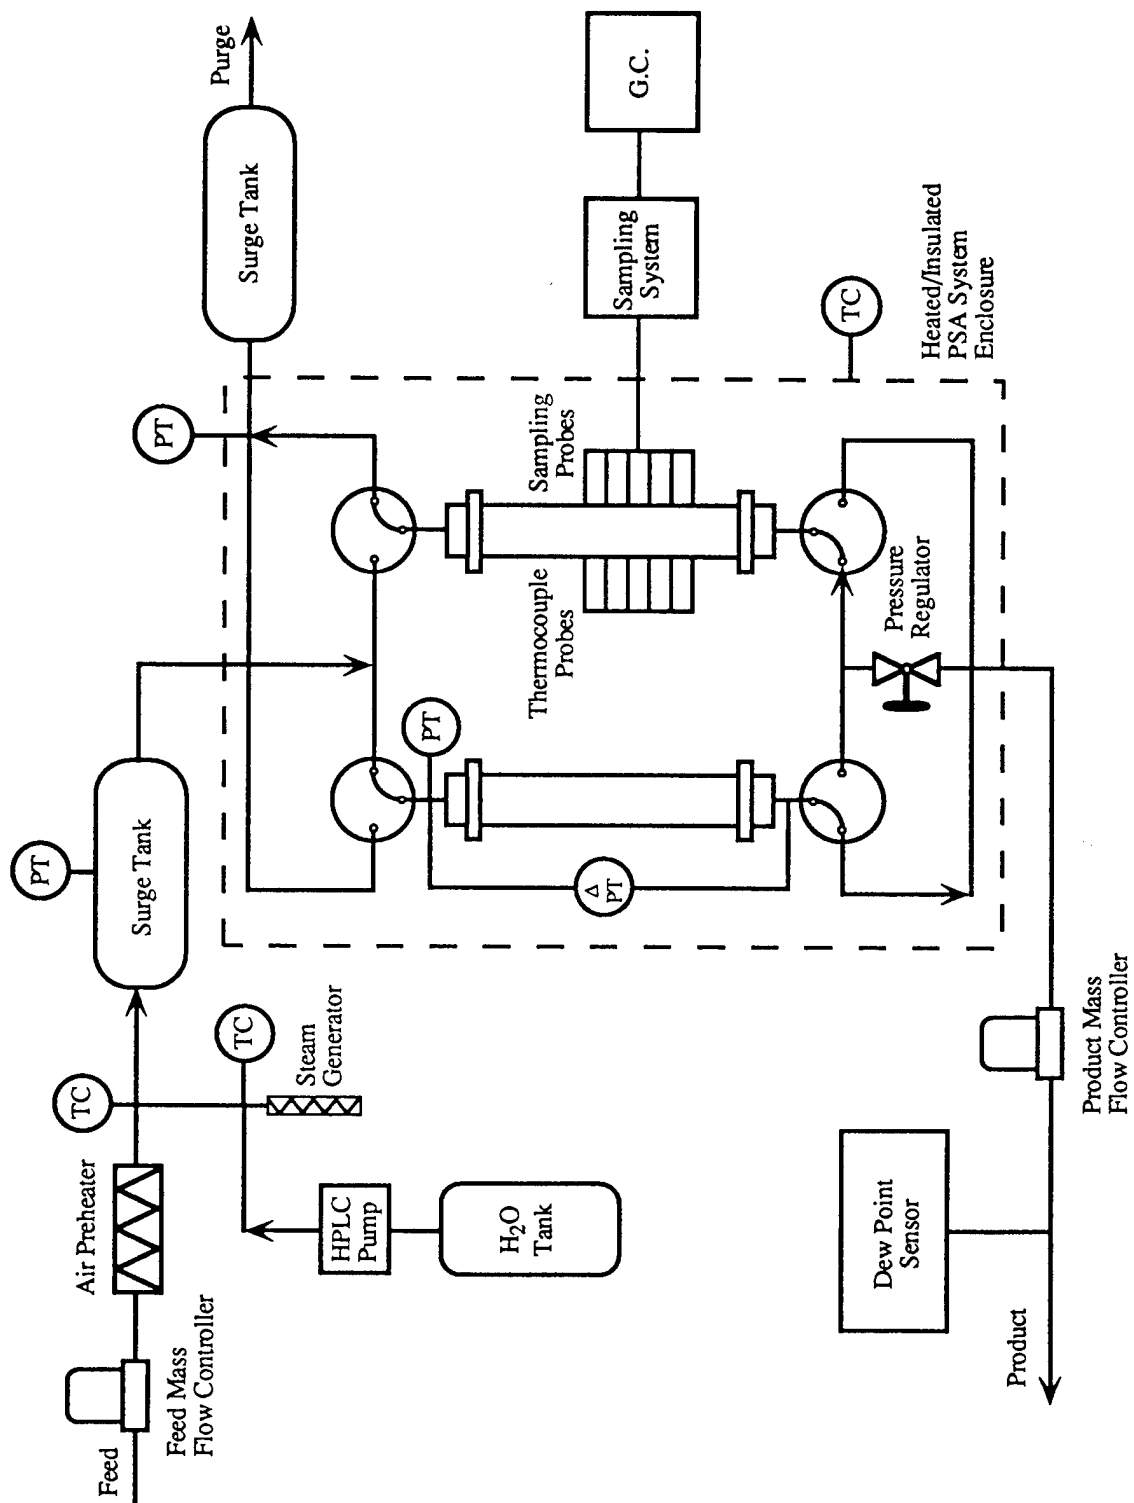 Feed
Feed Mass
Flow Controller
Air Preheater
TC
TC
Steam
Generator
HPLC
Pump
H₂O
Tank
PT
Surge Tank
PT
Surge Tank
Purge
PT
Δ
PT
Thermocouple
Probes
Sampling
Probes
Sampling
System
G.C.
Pressure
Regulator
TC
Heated/Insulated
PSA System
Enclosure
Product Mass
Flow Controller
Dew Point
Sensor
Product